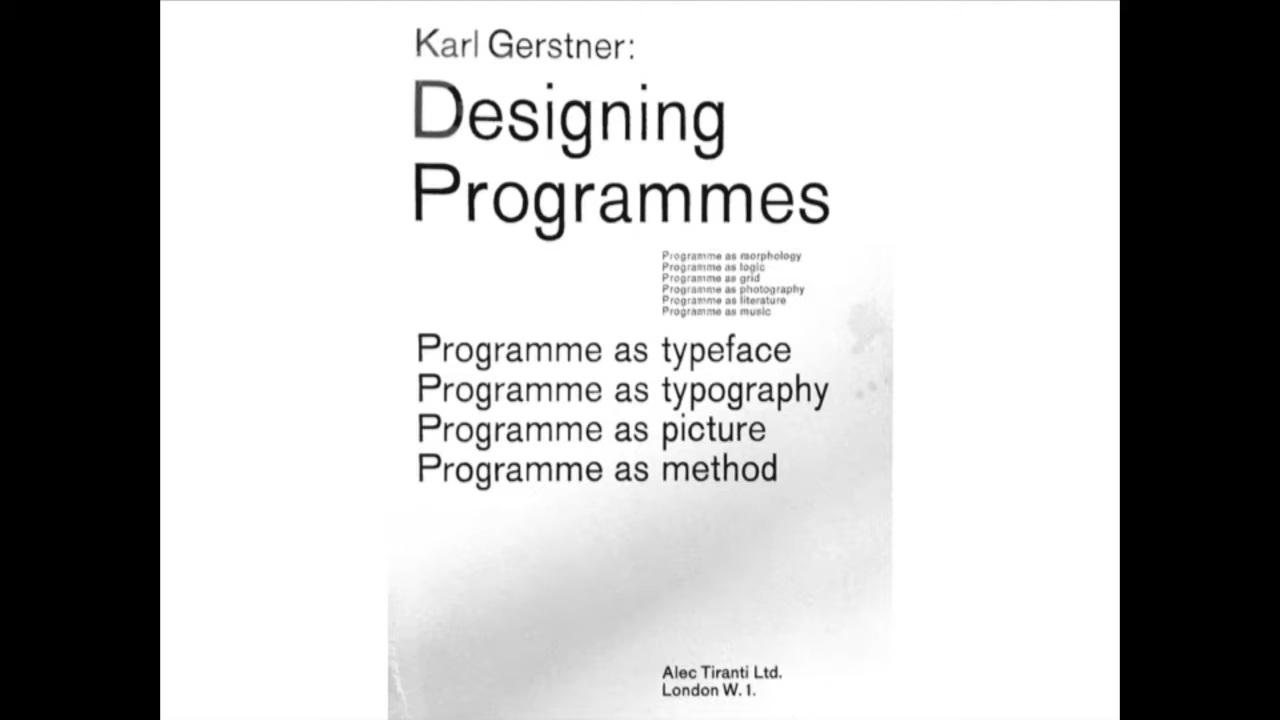 Karl Gerstner:
Designing
Programmes
Programme as morphology
Programme as logic
Programme as grid
Programme as photography
Programme as literature
Programme as music
Programme as typeface
Programme as typography
Programme as picture
Programme as method
Alec Tiranti Ltd.
London W. 1.